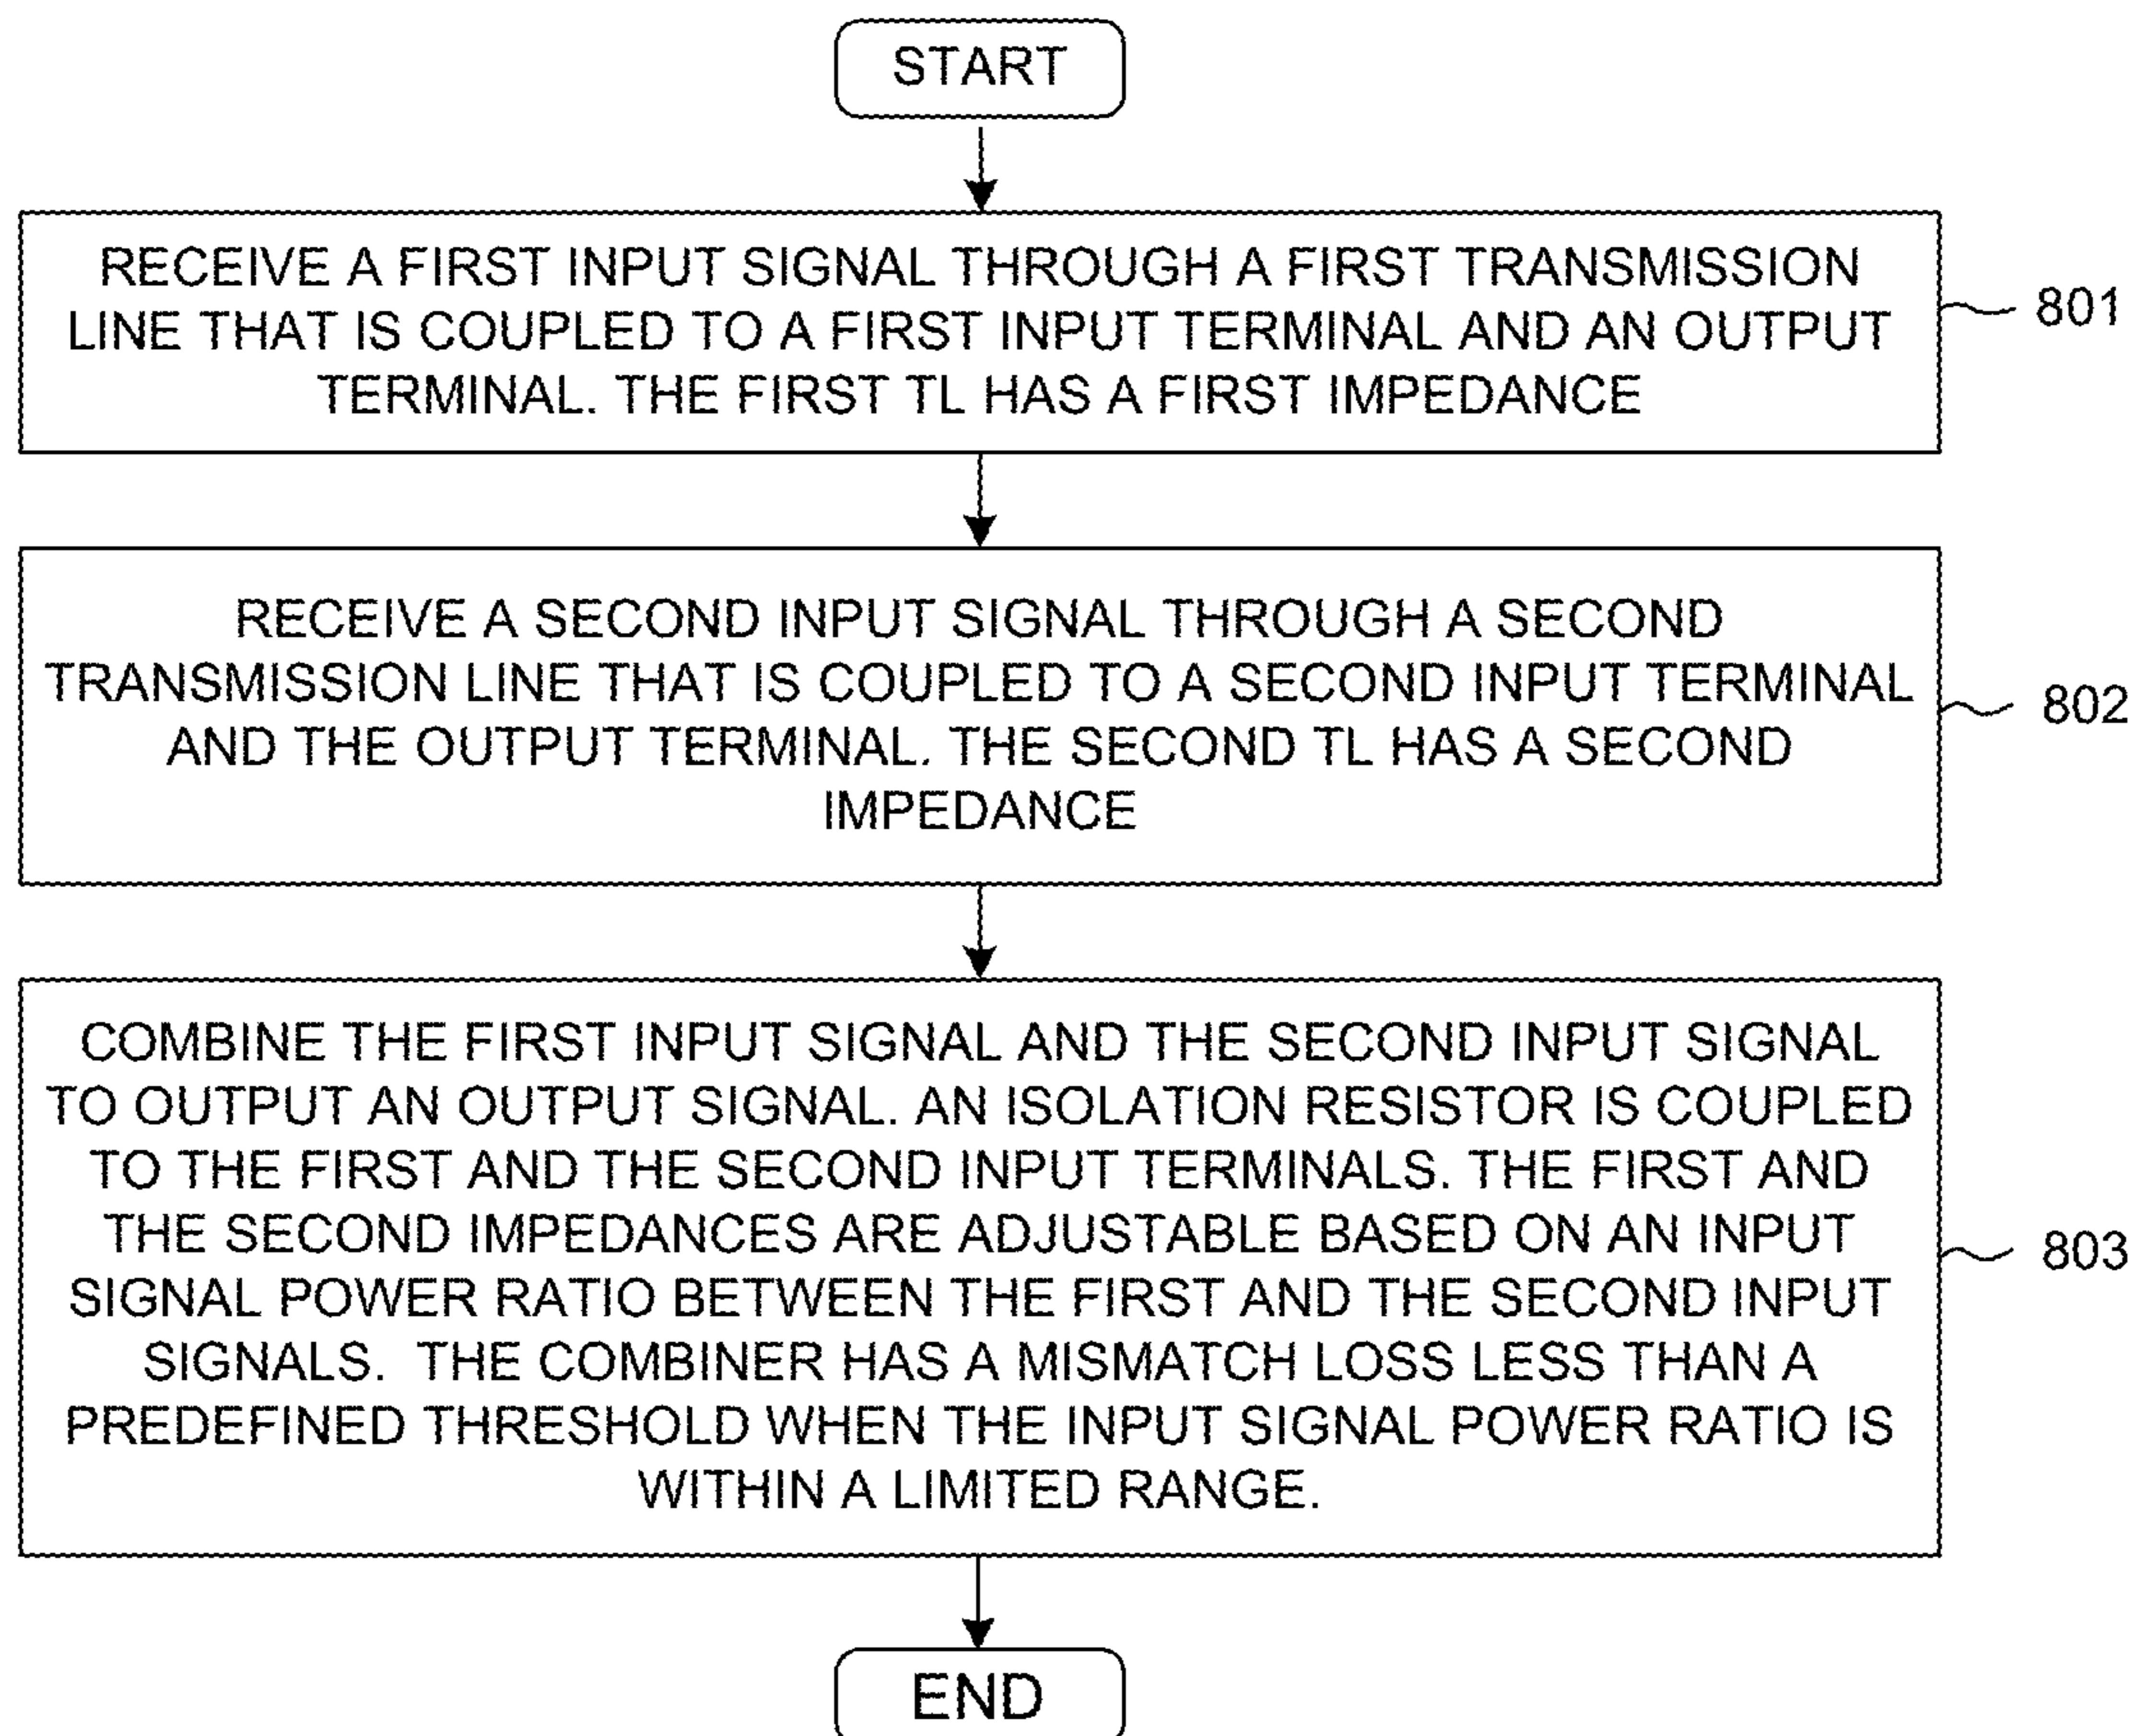 START
RECEIVE A FIRST INPUT SIGNAL THROUGH A FIRST TRANSMISSION
LINE THAT IS COUPLED TO A FIRST INPUT TERMINAL AND AN OUTPUT
TERMINAL. THE FIRST TL HAS A FIRST IMPEDANCE
801
RECEIVE A SECOND INPUT SIGNAL THROUGH A SECOND
TRANSMISSION LINE THAT IS COUPLED TO A SECOND INPUT TERMINAL
AND THE OUTPUT TERMINAL. THE SECOND TL HAS A SECOND
IMPEDANCE
802
COMBINE THE FIRST INPUT SIGNAL AND THE SECOND INPUT SIGNAL
TO OUTPUT AN OUTPUT SIGNAL. AN ISOLATION RESISTOR IS COUPLED
TO THE FIRST AND THE SECOND INPUT TERMINALS. THE FIRST AND
THE SECOND IMPEDANCES ARE ADJUSTABLE BASED ON AN INPUT
SIGNAL POWER RATIO BETWEEN THE FIRST AND THE SECOND INPUT
SIGNALS. THE COMBINER HAS A MISMATCH LOSS LESS THAN A
PREDEFINED THRESHOLD WHEN THE INPUT SIGNAL POWER RATIO IS
WITHIN A LIMITED RANGE.
803
END